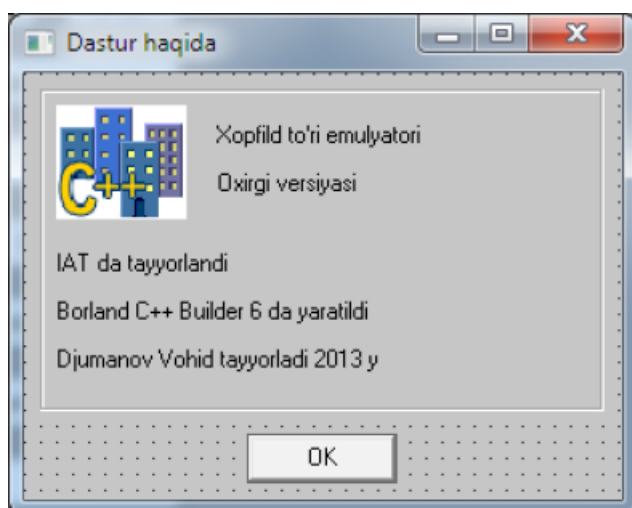 Dastur haqida
C++
Xopfild to'ri emulyatori
Oxirgi versiyasi
IAT da tayyorlandi
Borland C++ Builder 6 da yaratildi
Djumanov Vohid tayyorladi 2013 y
OK